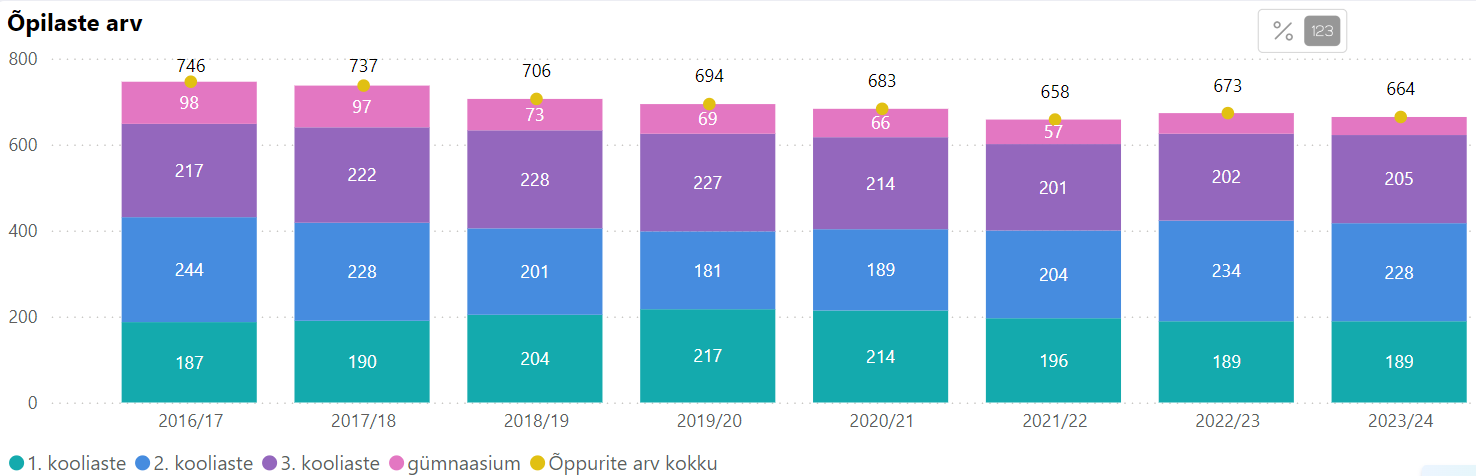 Õpilaste arv
% 123
800 746 737 706 694 683 658 673 664
98 97 73 69 66 57
600
217 222 228 227 214 201 202 205
400
244 228 201 181 189 204 234 228
200
187 190 204 217 214 196 189 189
0
2016/17 2017/18 2018/19 2019/20 2020/21 2021/22 2022/23 2023/24
1. kooliaste 2. kooliaste 3. kooliaste gümnaasium Õppurite arv kokku